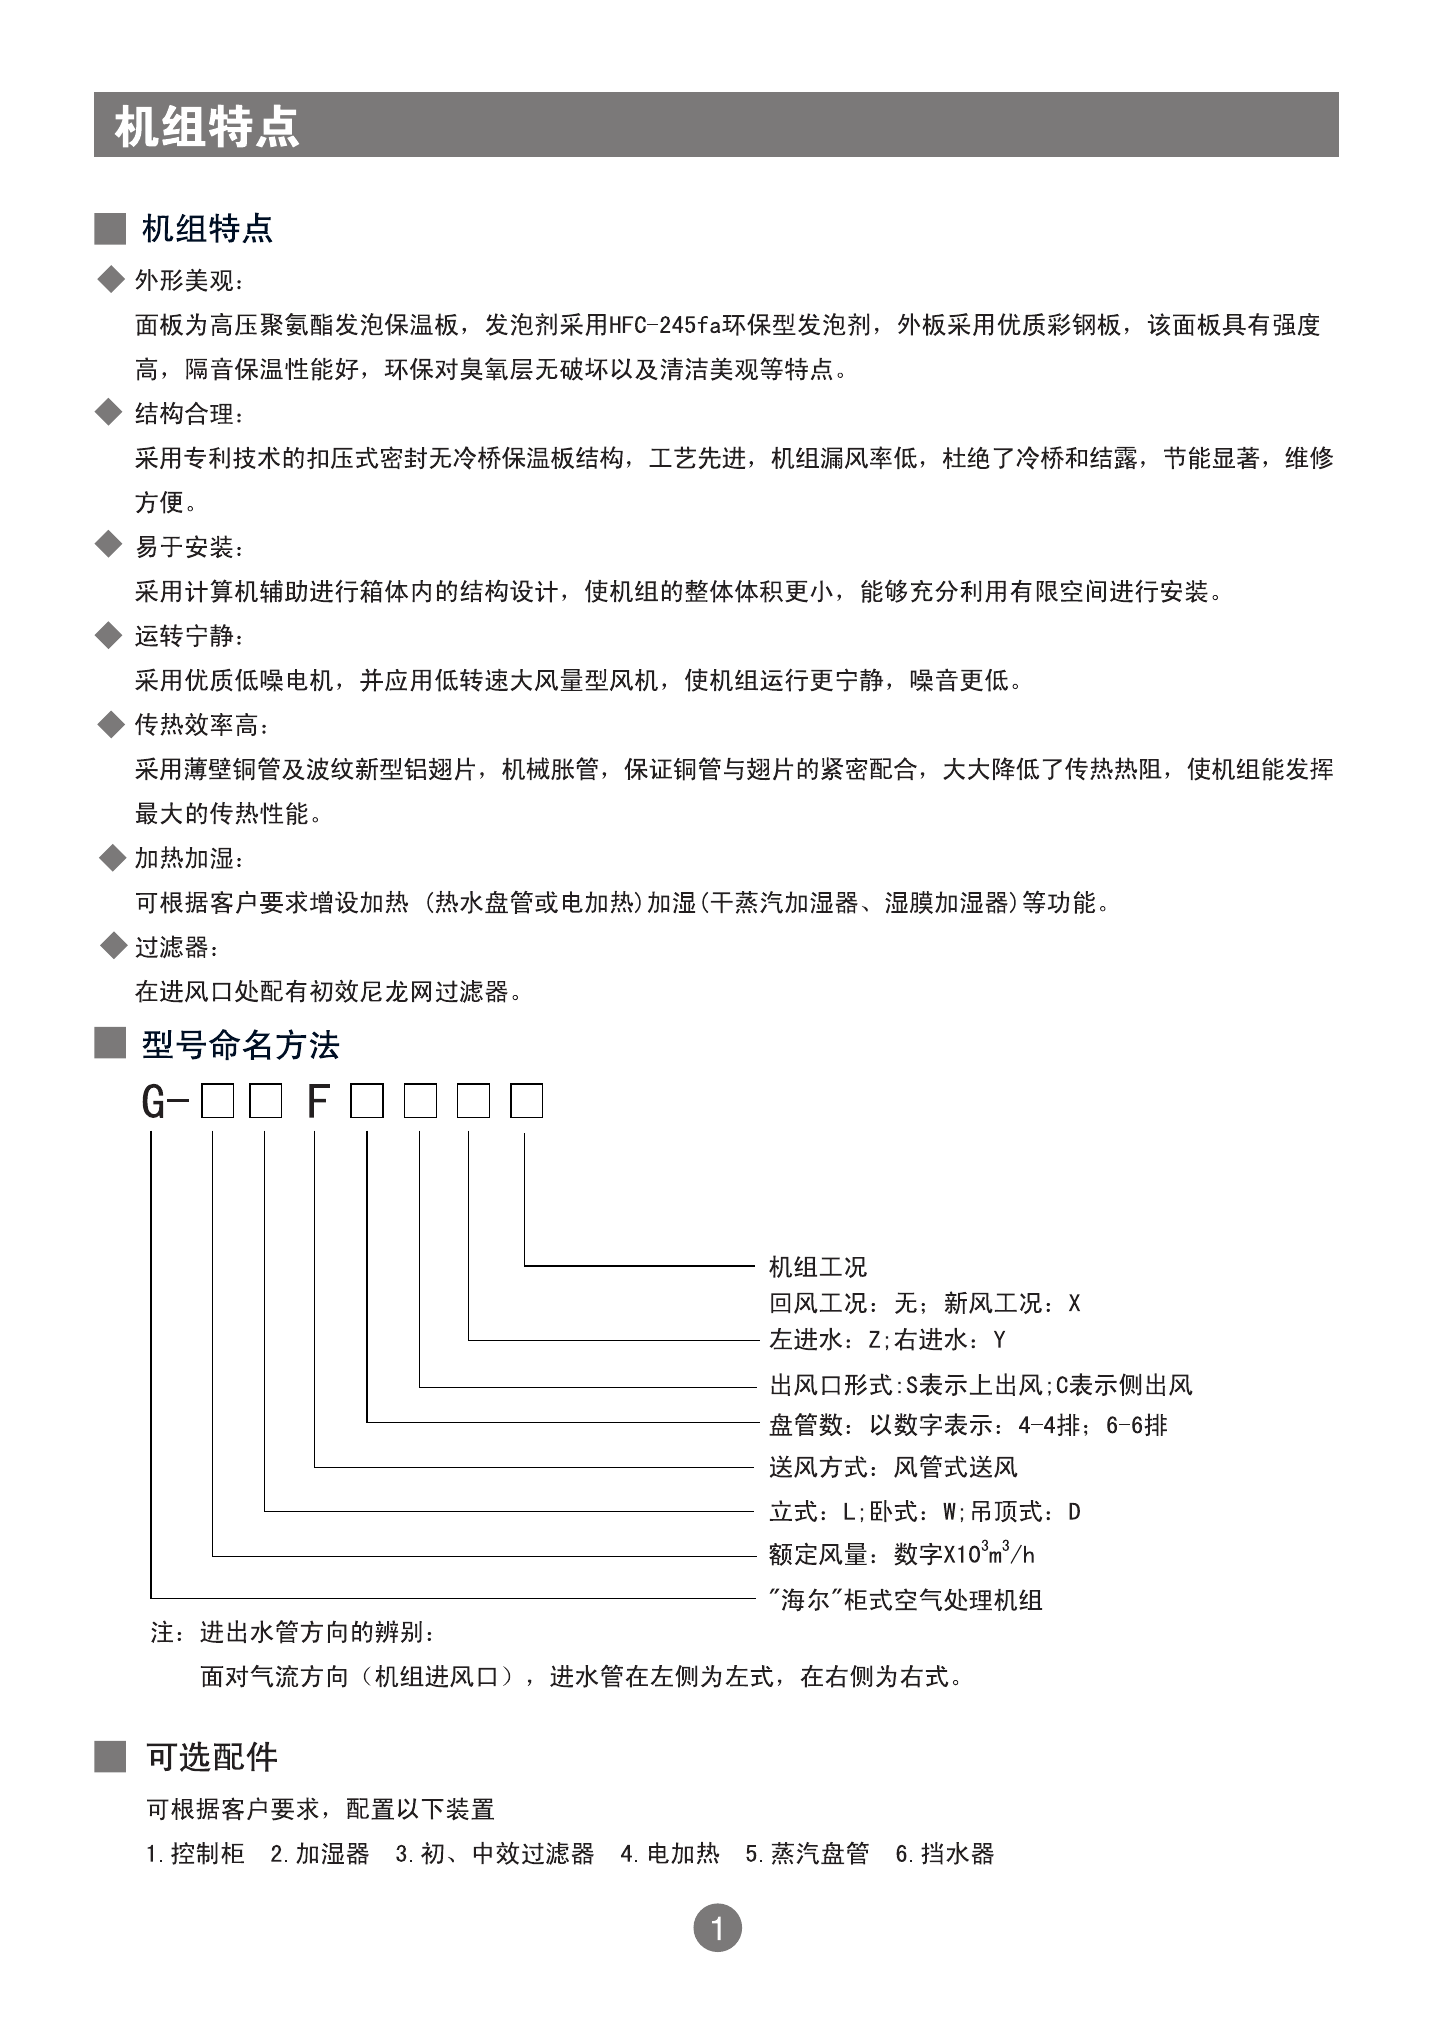 机组特点
机组特点
外形美观：
面板为高压聚氨酯发泡保温板，发泡剂采用HFC-245fa环保型发泡剂，外板采用优质彩钢板，该面板具有强度
高，隔音保温性能好，环保对臭氧层无破坏以及清洁美观等特点。
结构合理：
采用专利技术的扣压式密封无冷桥保温板结构，工艺先进，机组漏风率低，杜绝了冷桥和结露，节能显著，维修
方便。
易于安装：
采用计算机辅助进行箱体内的结构设计，使机组的整体体积更小，能够充分利用有限空间进行安装。
运转宁静：
采用优质低噪电机，并应用低转速大风量型风机，使机组运行更宁静，噪音更低。
传热效率高：
采用薄壁铜管及波纹新型铝翅片，机械胀管，保证铜管与翅片的紧密配合，大大降低了传热热阻，使机组能发挥
最大的传热性能。
加热加湿：
可根据客户要求增设加热 (热水盘管或电加热)加湿(干蒸汽加湿器、湿膜加湿器)等功能。
过滤器：
在进风口处配有初效尼龙网过滤器。
型号命名方法
G-□□ F□□□□
机组工况
回风工况：无；新风工况：X
左进水：Z;右进水：Y
出风口形式:S表示上出风;C表示侧出风
盘管数：以数字表示：4-4排；6-6排
送风方式：风管式送风
立式：L;卧式：W;吊顶式：D
额定风量：数字X10³m³/h
"海尔"柜式空气处理机组
注：进出水管方向的辨别：
面对气流方向（机组进风口），进水管在左侧为左式，在右侧为右式。
可选配件
可根据客户要求，配置以下装置
1.控制柜 2.加湿器 3.初、中效过滤器 4.电加热 5.蒸汽盘管 6.挡水器
1